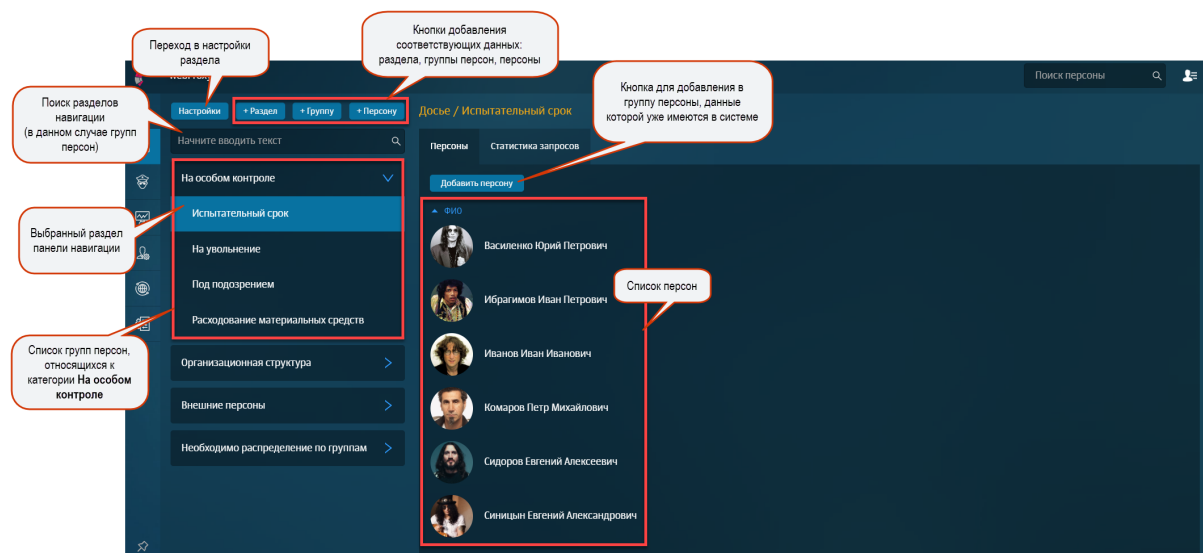 Кнопки добавления
соответствующих данных:
раздела, группы персон, персоны
Переход в настройки
раздела
Поиск персоны
Кнопка для добавления в
группу персоны, данные
которой уже имеются в системе
Поиск разделов
навигации
(в данном случае групп
персон)
Настройки
+ Раздел
+ Группу
+ Персону
Досье / Испытательный срок
Начните вводить текст
Персоны
Статистика запросов
На особом контроле
Добавить персону
Испытательный срок
ФИО
Выбранный раздел
панели навигации
На увольнение
Василенко Юрий Петрович
Под подозрением
Список персон
Ибрагимов Иван Петрович
Расходование материальных средств
Список групп персон,
относящихся к
категории На особом
контроле
Организационная структура
Иванов Иван Иванович
Внешние персоны
Комаров Петр Михайлович
Необходимо распределение по группам
Сидоров Евгений Алексеевич
Синицын Евгений Александрович